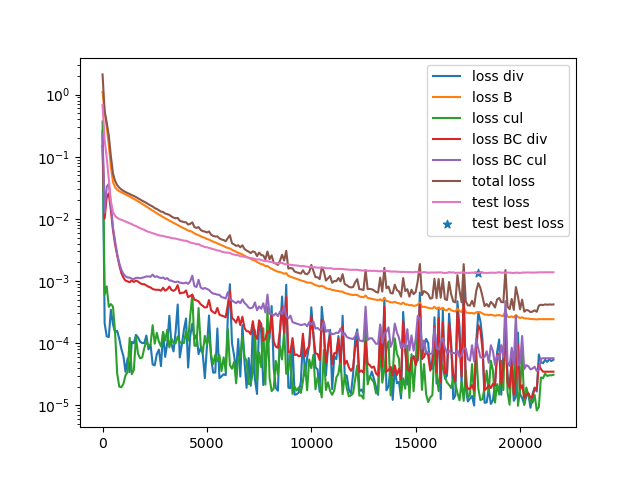 10⁰
10⁻¹
10⁻²
10⁻³
10⁻⁴
10⁻⁵
0 5000 10000 15000 20000
loss div
loss B
loss cul
loss BC div
loss BC cul
total loss
test loss
test best loss